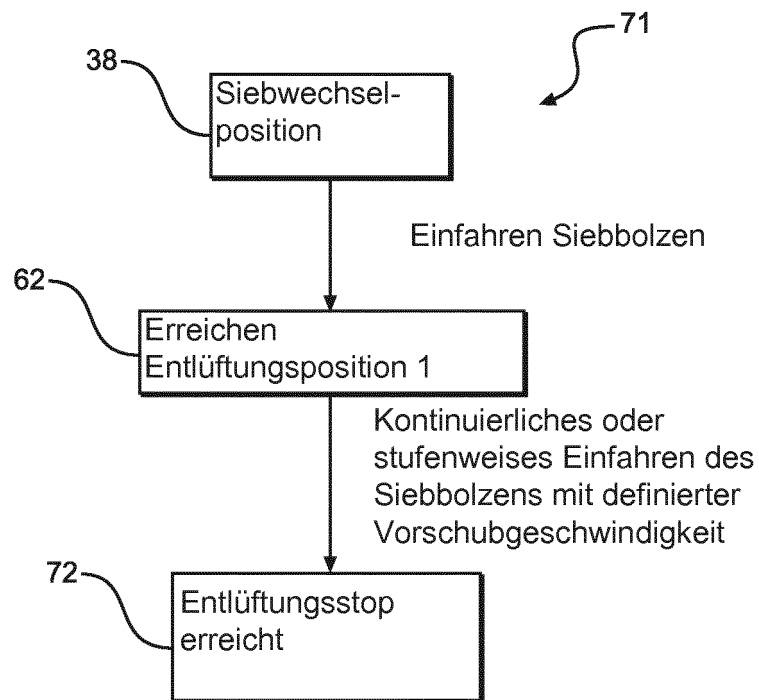 71
38
Siebwechsel-
position
Einfahren Siebbolzen
62
Erreichen
Entlüftungsposition 1
Kontinuierliches oder
stufenweises Einfahren des
Siebbolzens mit definierter
Vorschubgeschwindigkeit
72
Entlüftungsstop
erreicht